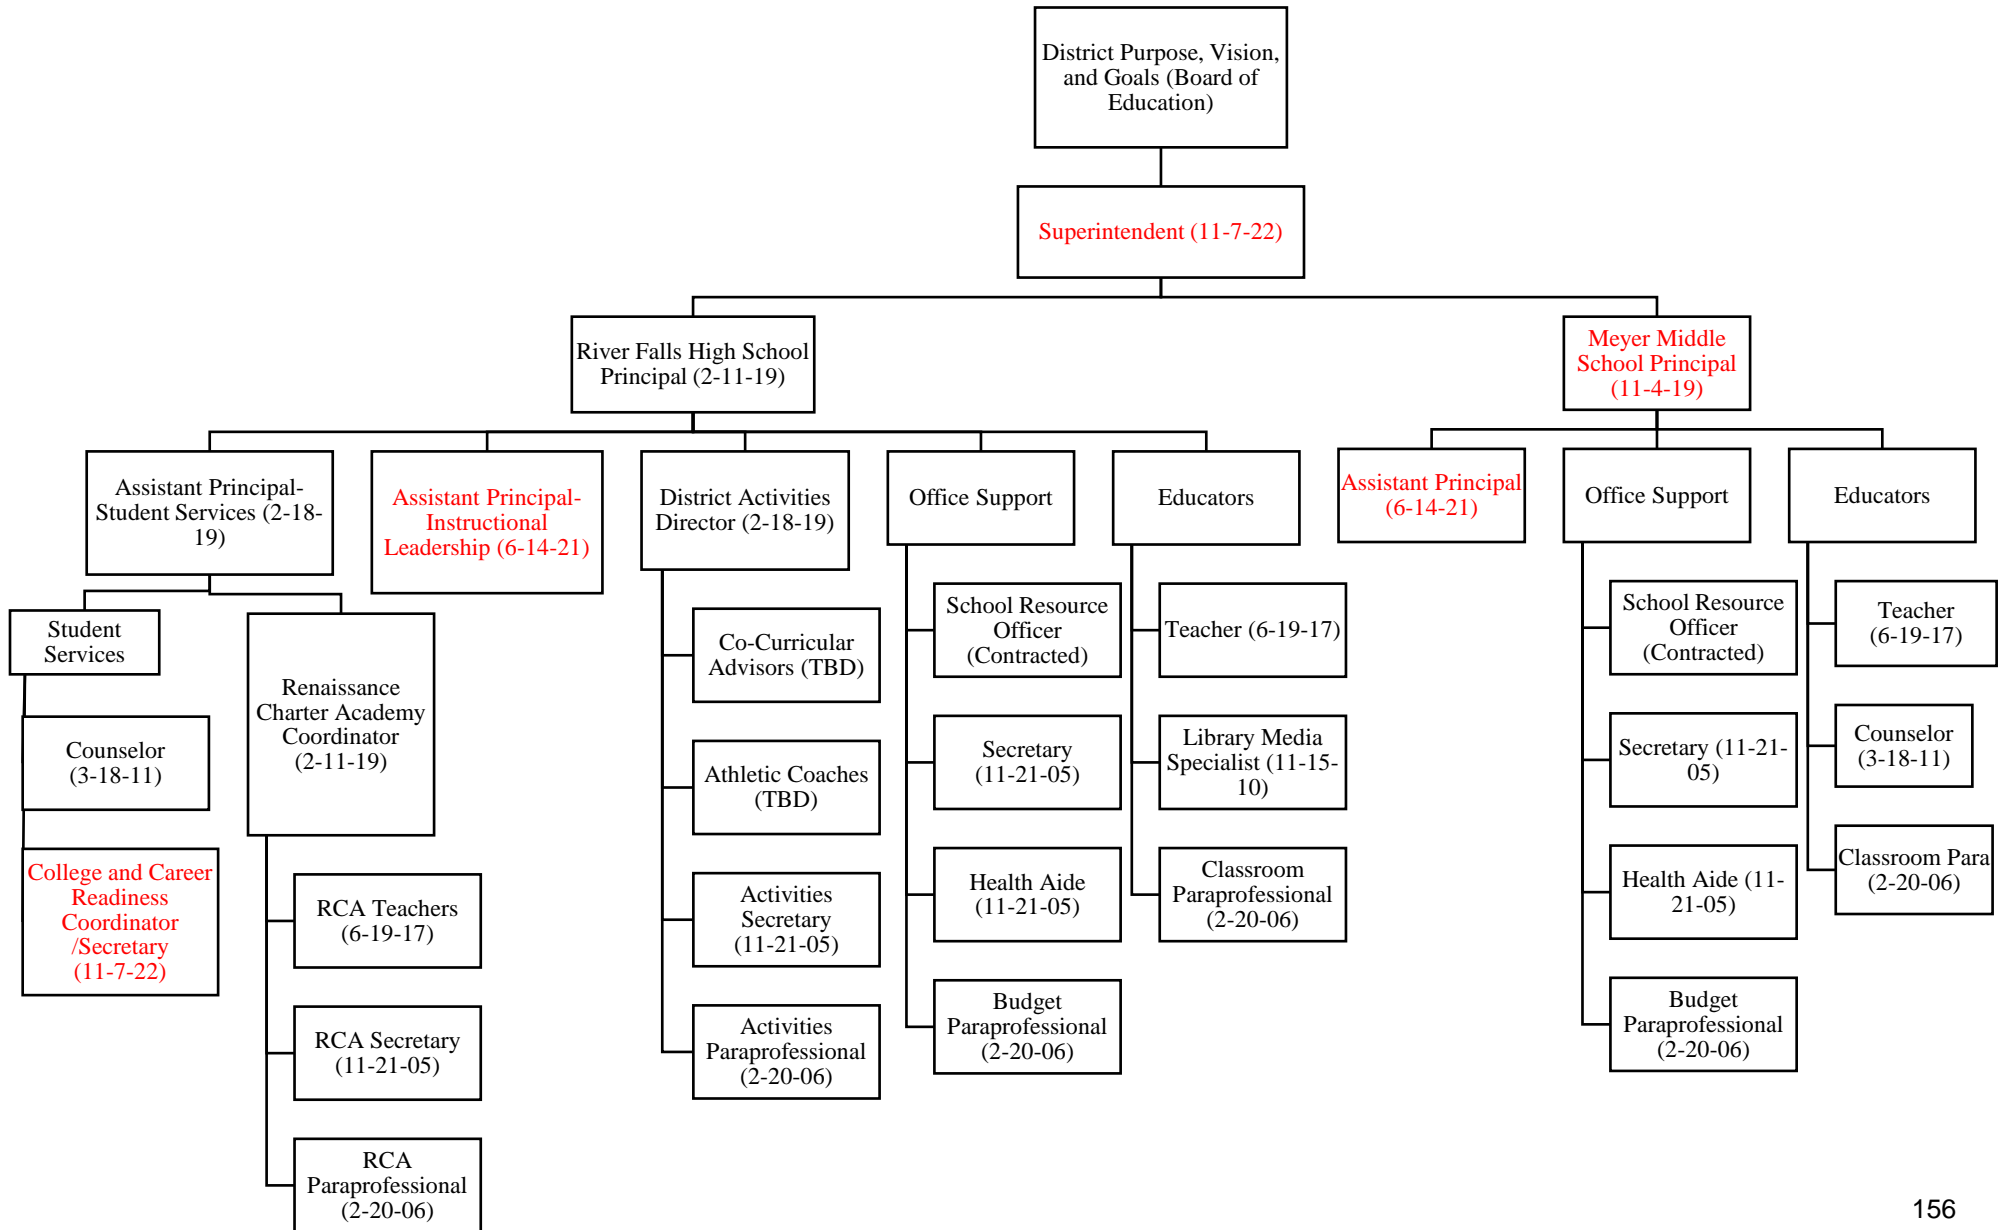 District Purpose, Vision,
and Goals (Board of
Education)
Superintendent (11-7-22)
River Falls High School
Principal (2-11-19)
Meyer Middle
School Principal
(11-4-19)
Assistant Principal-
Student Services (2-18-
19)
Assistant Principal-
Instructional
Leadership (6-14-21)
District Activities
Director (2-18-19)
Office Support
Educators
Assistant Principal
(6-14-21)
Office Support
Educators
Student
Services
Counselor
(3-18-11)
College and Career
Readiness
Coordinator
/Secretary
(11-7-22)
Renaissance
Charter Academy
Coordinator
(2-11-19)
RCA Teachers
(6-19-17)
RCA Secretary
(11-21-05)
RCA
Paraprofessional
(2-20-06)
Co-Curricular
Advisors (TBD)
Athletic Coaches
(TBD)
Activities
Secretary
(11-21-05)
Activities
Paraprofessional
(2-20-06)
School Resource
Officer
(Contracted)
Secretary
(11-21-05)
Health Aide
(11-21-05)
Budget
Paraprofessional
(2-20-06)
Teacher (6-19-17)
Library Media
Specialist (11-15-
10)
Classroom
Paraprofessional
(2-20-06)
School Resource
Officer
(Contracted)
Secretary (11-21-
05)
Health Aide (11-
21-05)
Budget
Paraprofessional
(2-20-06)
Teacher
(6-19-17)
Counselor
(3-18-11)
Classroom Para
(2-20-06)
156